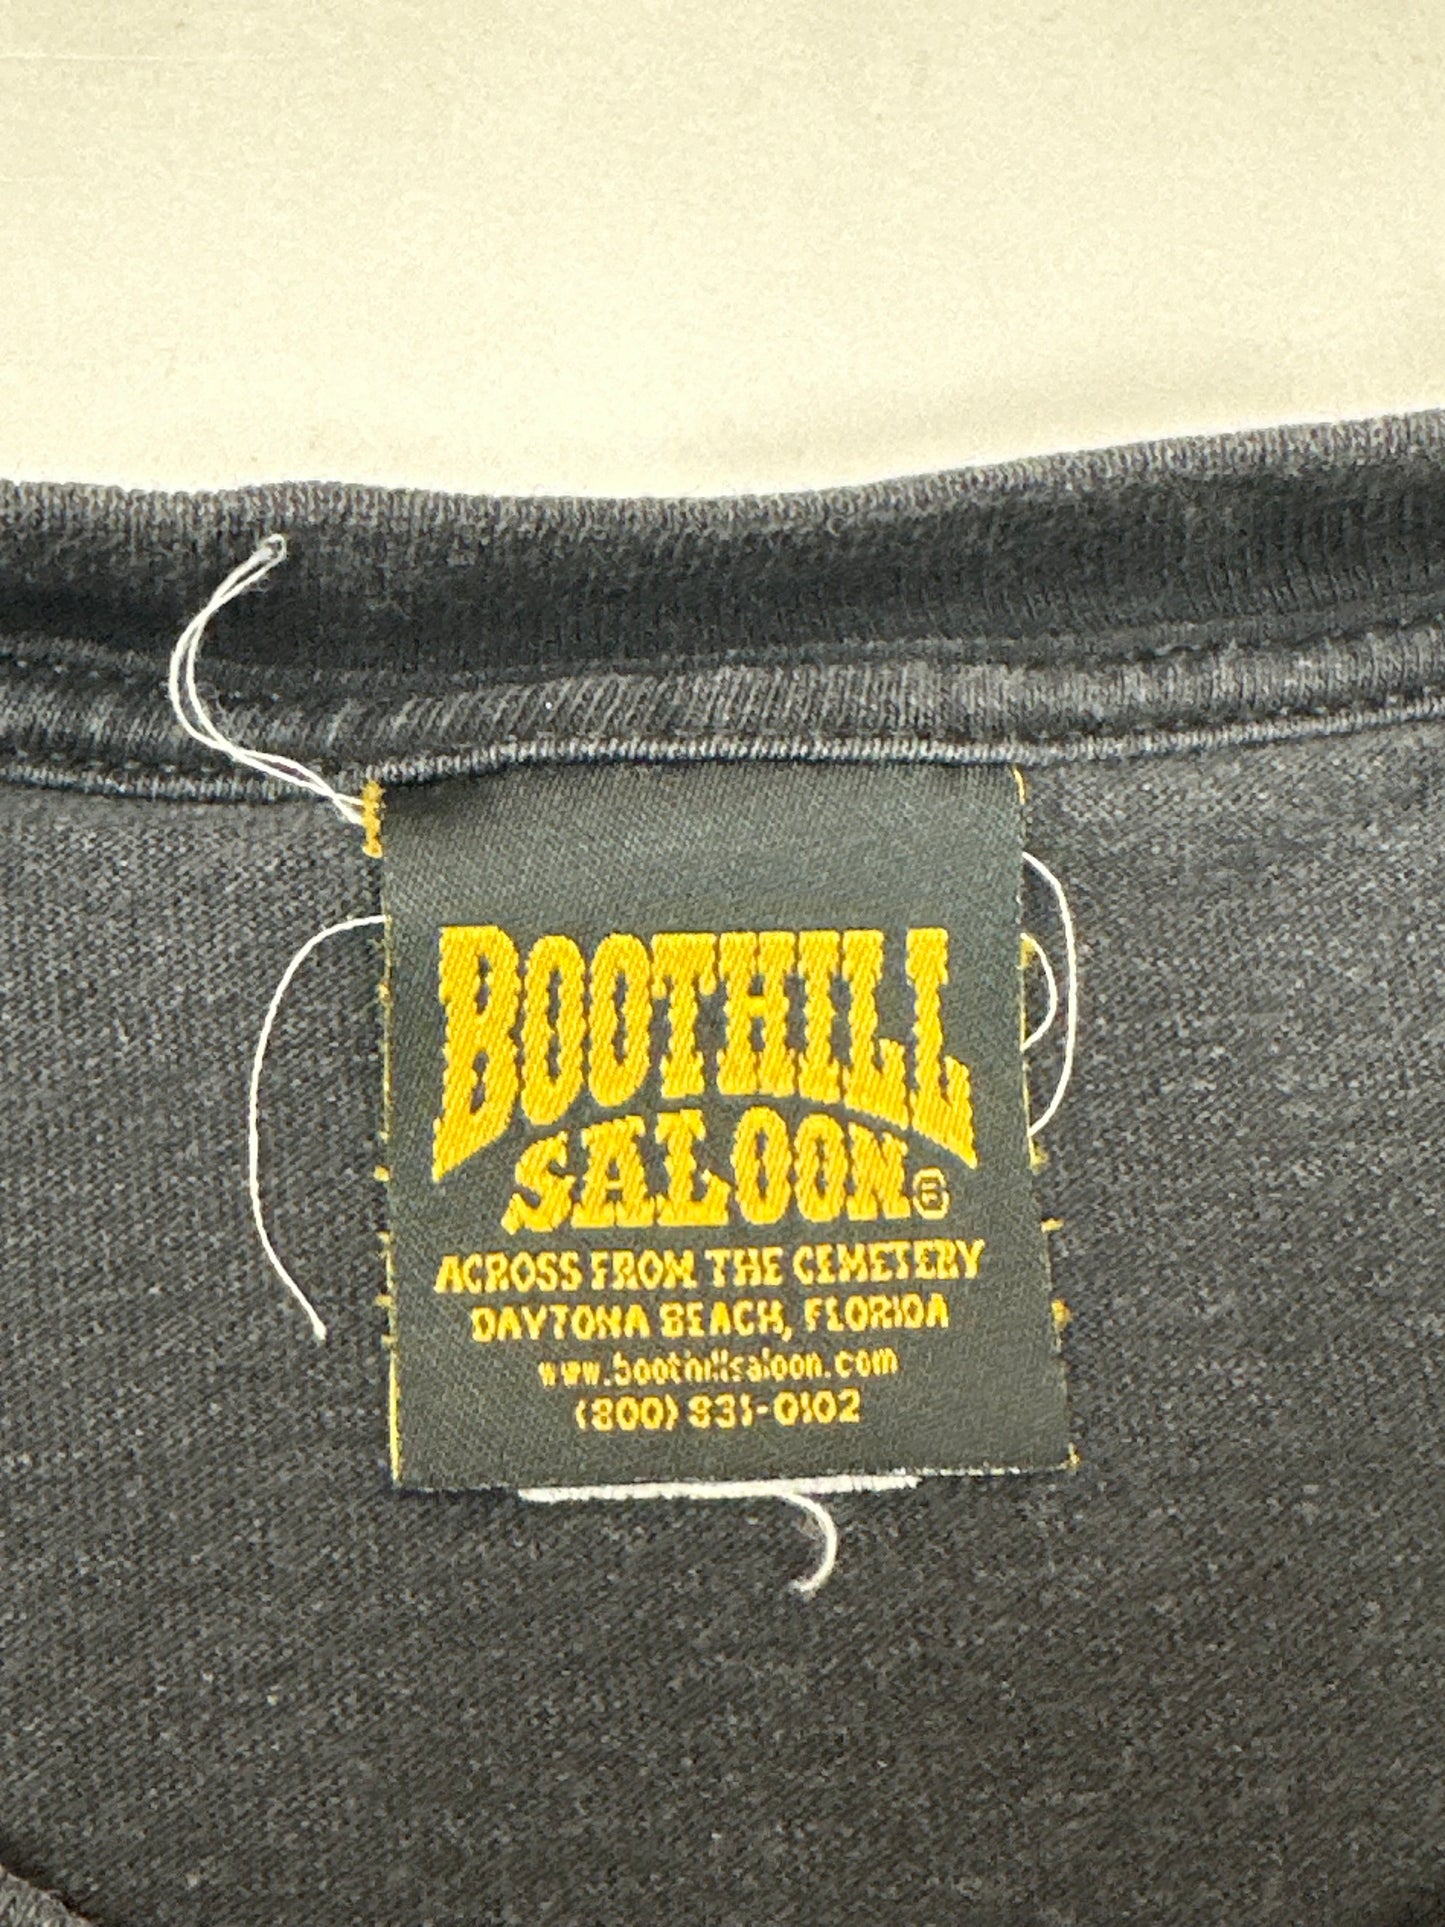 BOOTHILL
SALOON®
ACROSS FROM THE CEMETERY
DAYTONA BEACH, FLORIDA
www.boothillsaloon.com
(800) 831-0102